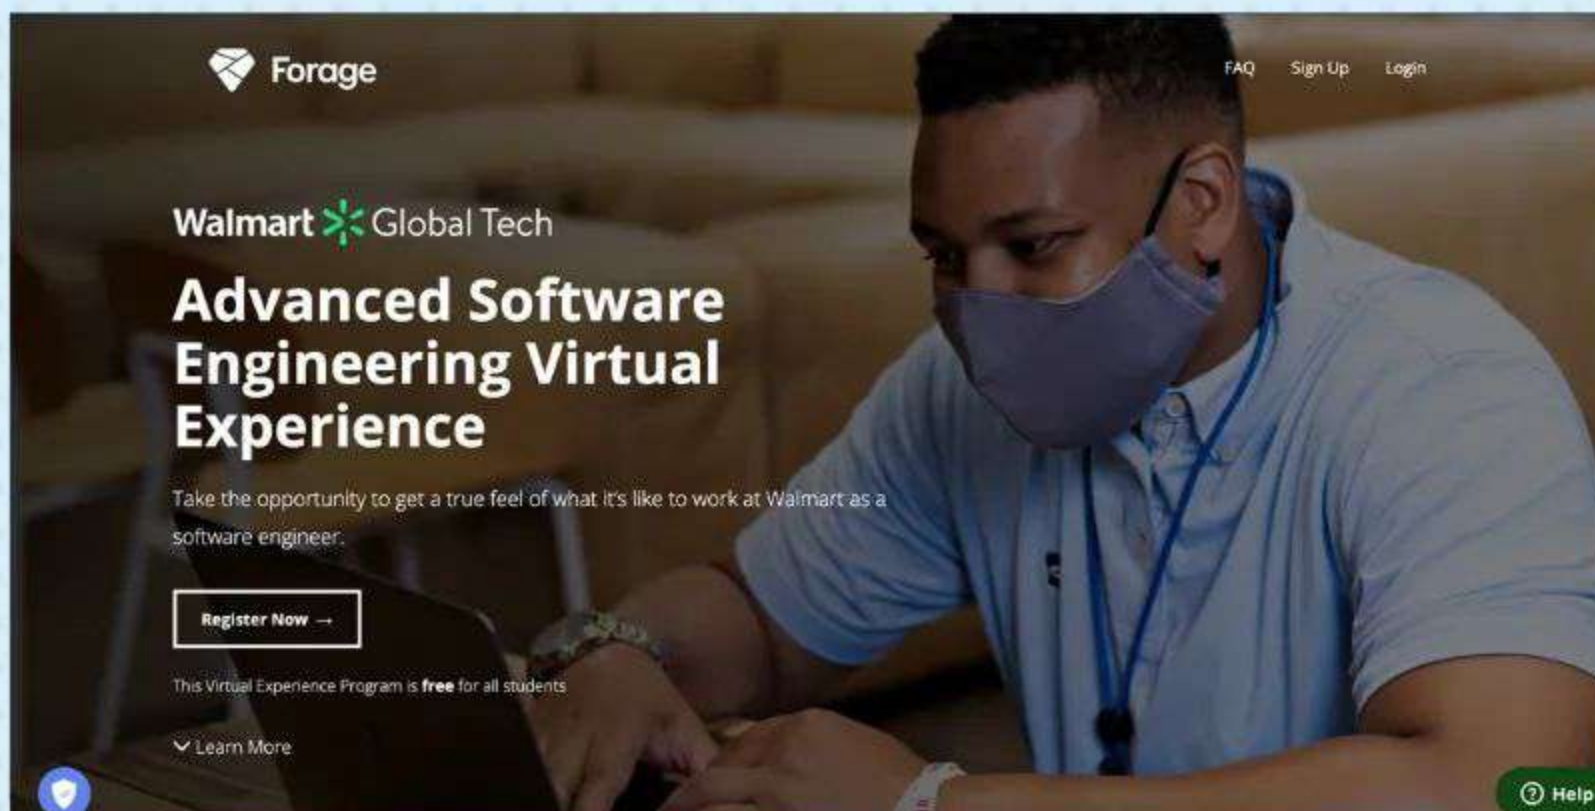 Forage
FAQ Sign Up Login
Walmart Global Tech
Advanced Software
Engineering Virtual
Experience
Take the opportunity to get a true feel of what it's like to work at Walmart as a
software engineer.
Register Now →
This Virtual Experience Program is free for all students
Learn More
Help